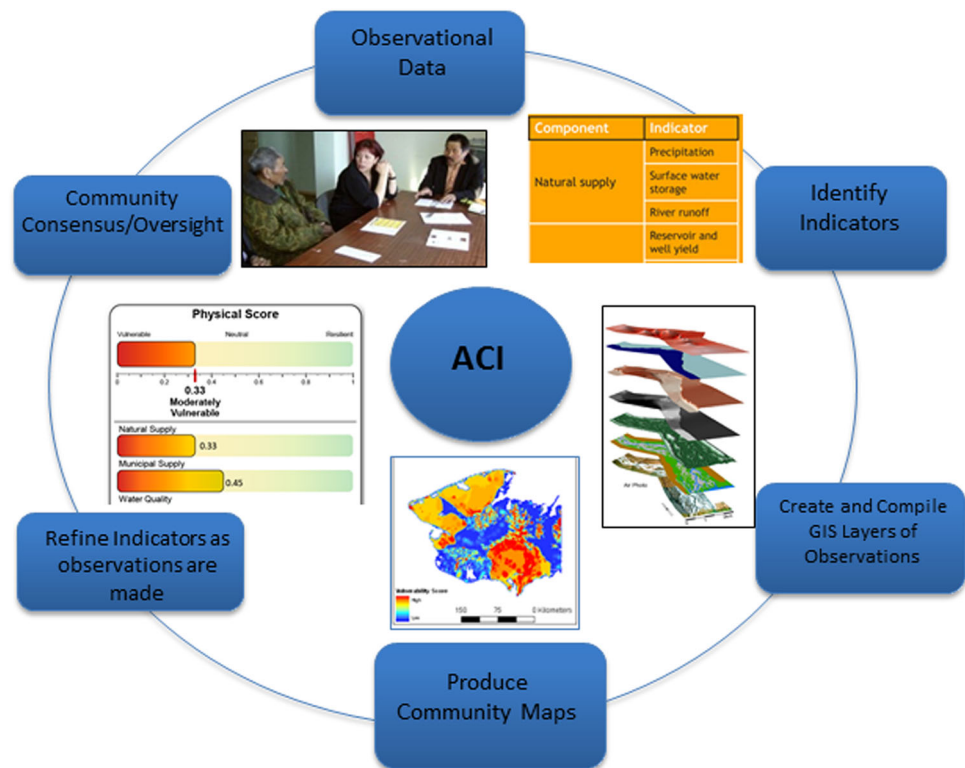 Observational
Data
Component Indicator
Precipitation
Natural supply
Surface water
storage
River runoff
Reservoir and
well yield
Community
Consensus/Oversight
Identify
Indicators
Physical Score
Vulnerable Neutral Resilient
0 0.2 0.4 0.6 0.8 1
0.33
Moderately
Vulnerable
Natural Supply
0.33
Municipal Supply
0.45
Water Quality
ACI
Air Photo
Create and Compile
GIS Layers of
Observations
Refine Indicators as
observations are
made
Vulnerability Score
High
Low
150 75 0 Kilometers
Produce
Community Maps